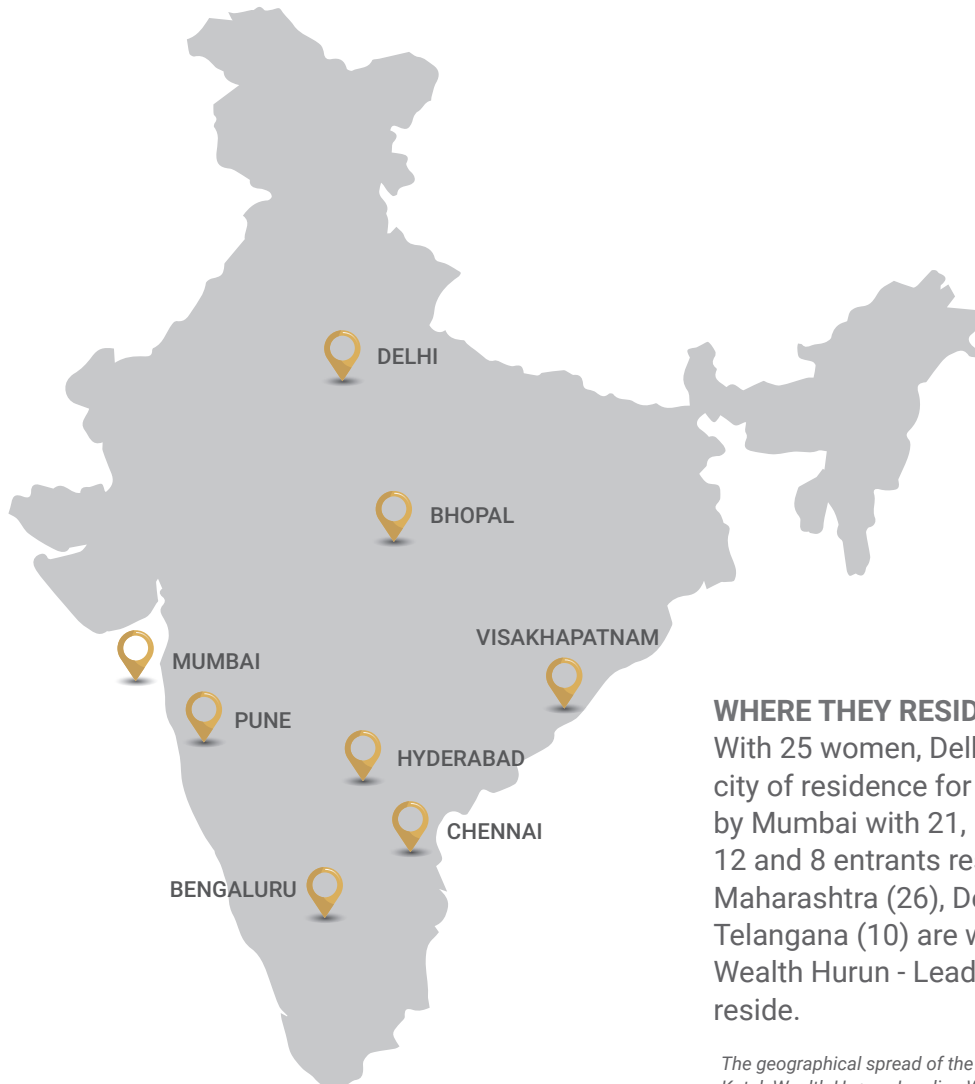 DELHI
BHOPAL
VISAKHAPATNAM
MUMBAI
PUNE
HYDERABAD
CHENNAI
BENGALURU
WHERE THEY RESID
With 25 women, Delh
city of residence for
by Mumbai with 21,
12 and 8 entrants res
Maharashtra (26), De
Telangana (10) are w
Wealth Hurun - Lead
reside.
The geographical spread of the